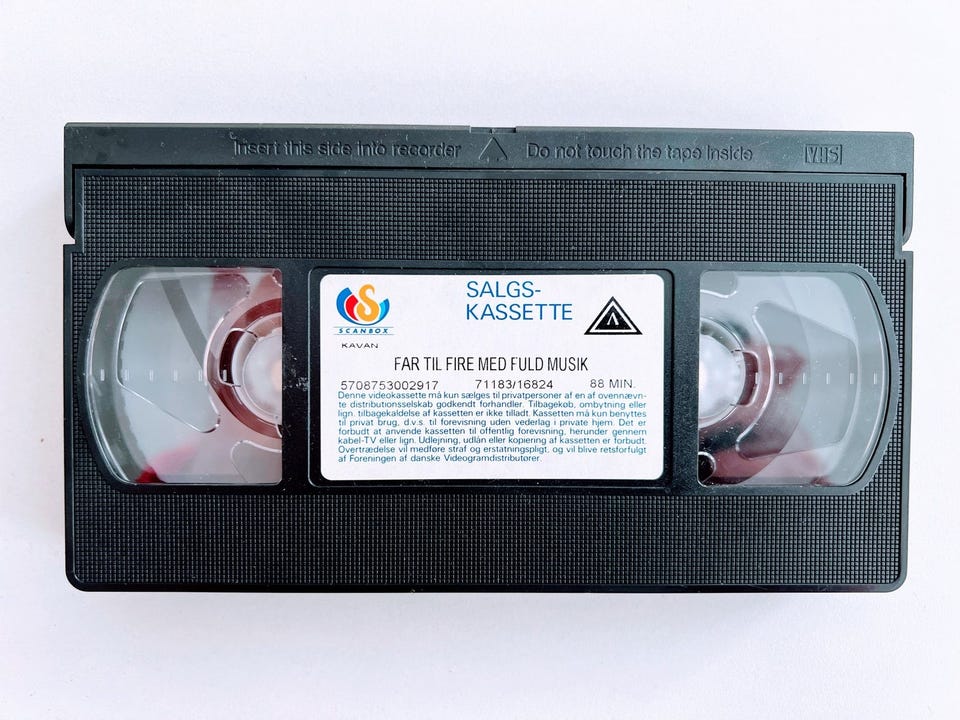 Insert this side into recorder Do not touch the tape inside VHS
SALGS-
KASSETTE
S
SCANBOX
KAVAN
FAR TIL FIRE MED FULD MUSIK
5708753002917 71183/16824 88 MIN.
Denne videokassette må kun sælges til privatpersoner af en af ovennævn-
te distributionsselskab godkendt forhandler. Tilbagekøb, ombytning eller
lign. tilbagekaldelse af kassetten er ikke tilladt. Kassetten må kun benyttes
til privat brug, d.v.s. til forevisning uden vederlag i private hjem. Det er
forbudt at anvende kassetten til offentlig forevisning, herunder gennem
kabel-TV eller lign. Udlejning, udlån eller kopiering af kassetten er forbudt.
Overtrædelse vil medføre straf og erstatningspligt, og vil blive retsforfulgt
af Foreningen af danske Videogramdistributører.